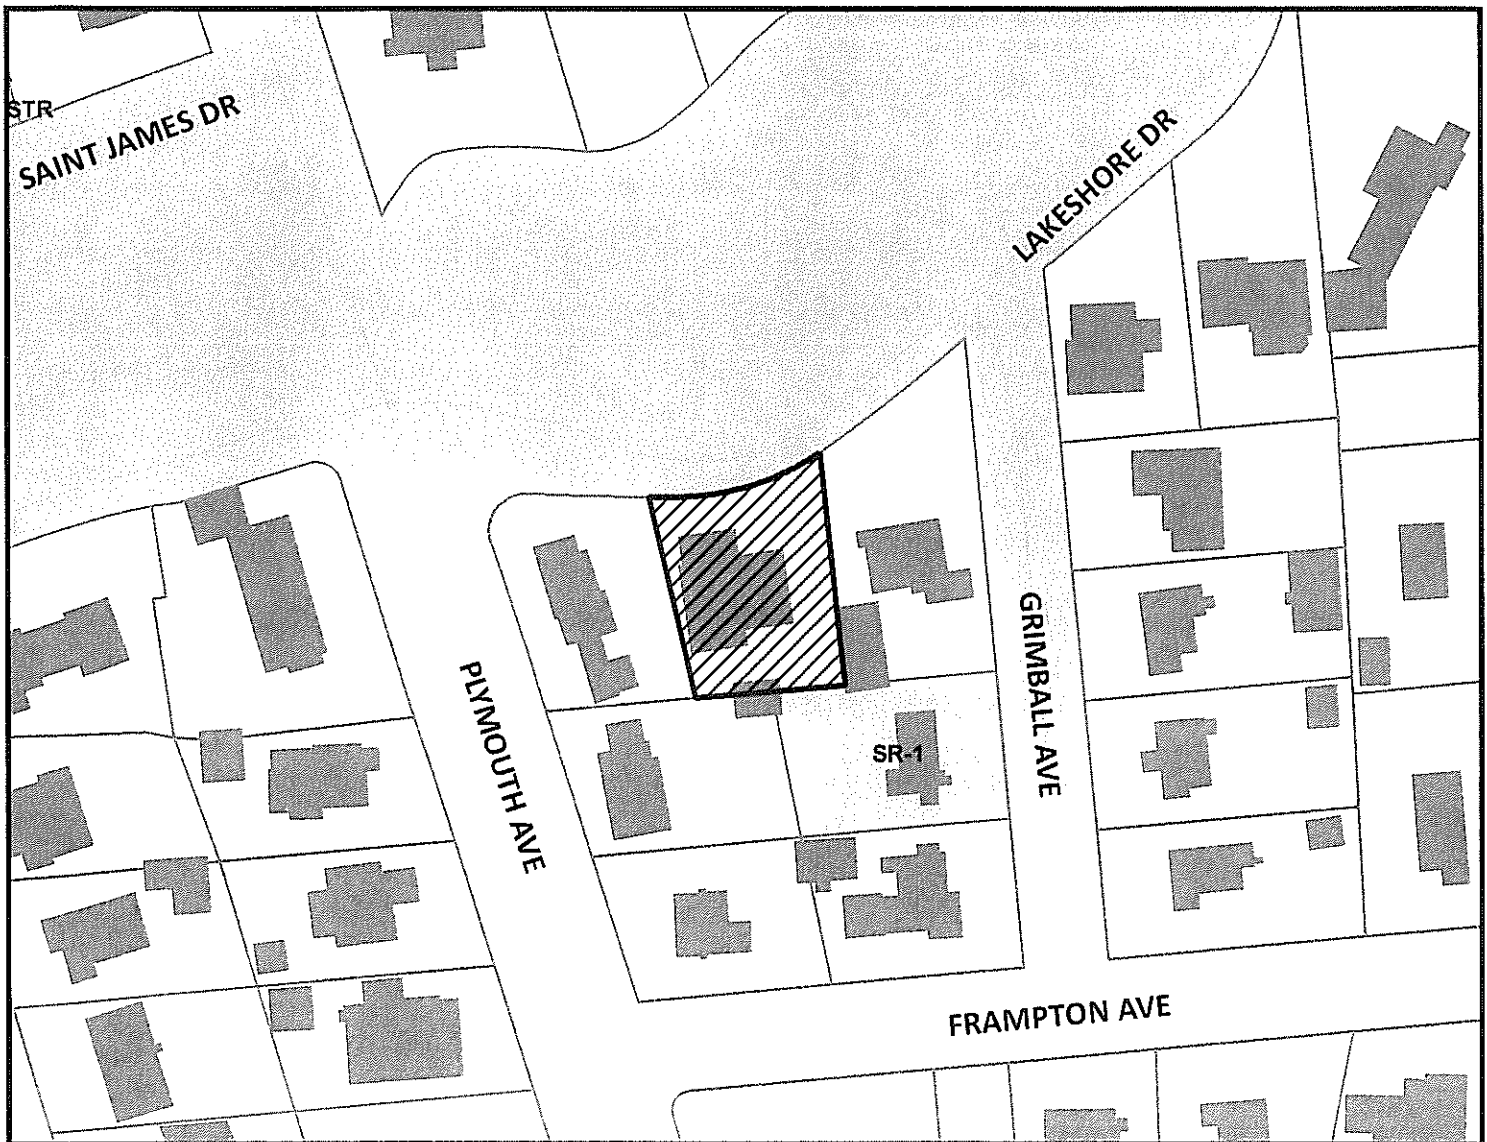 STR
SAINT JAMES DR
LAKESHORE DR
PLYMOUTH AVE
GRIMBALL AVE
SR-1
FRAMPTON AVE